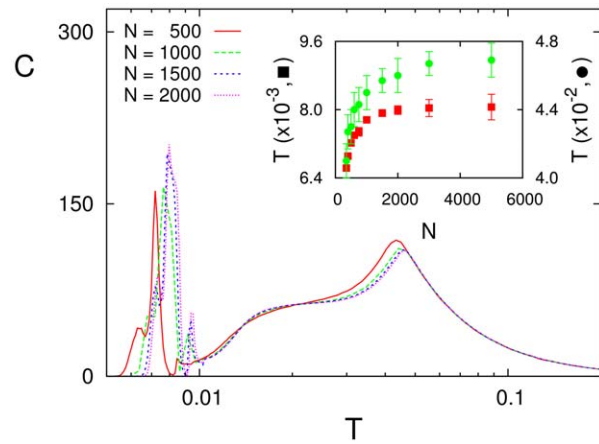 300
C
150
0
0.01
0.1
T
N = 500
N = 1000
N = 1500
N = 2000
9.6
8.0
6.4
T (x10⁻³, ■)
4.8
4.4
4.0
T (x10⁻², ●)
0
2000
4000
6000
N